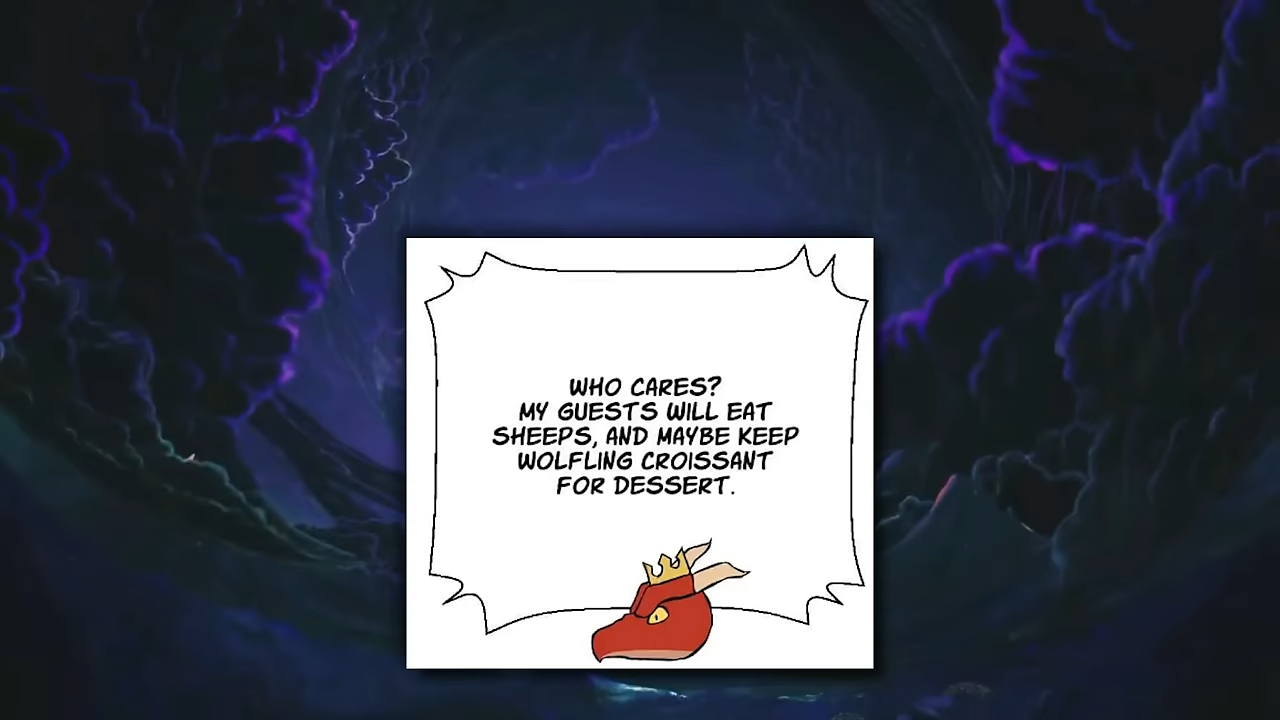 WHO CARES?
MY GUESTS WILL EAT
SHEEPS, AND MAYBE KEEP
WOLFLING CROISSANT
FOR DESSERT.